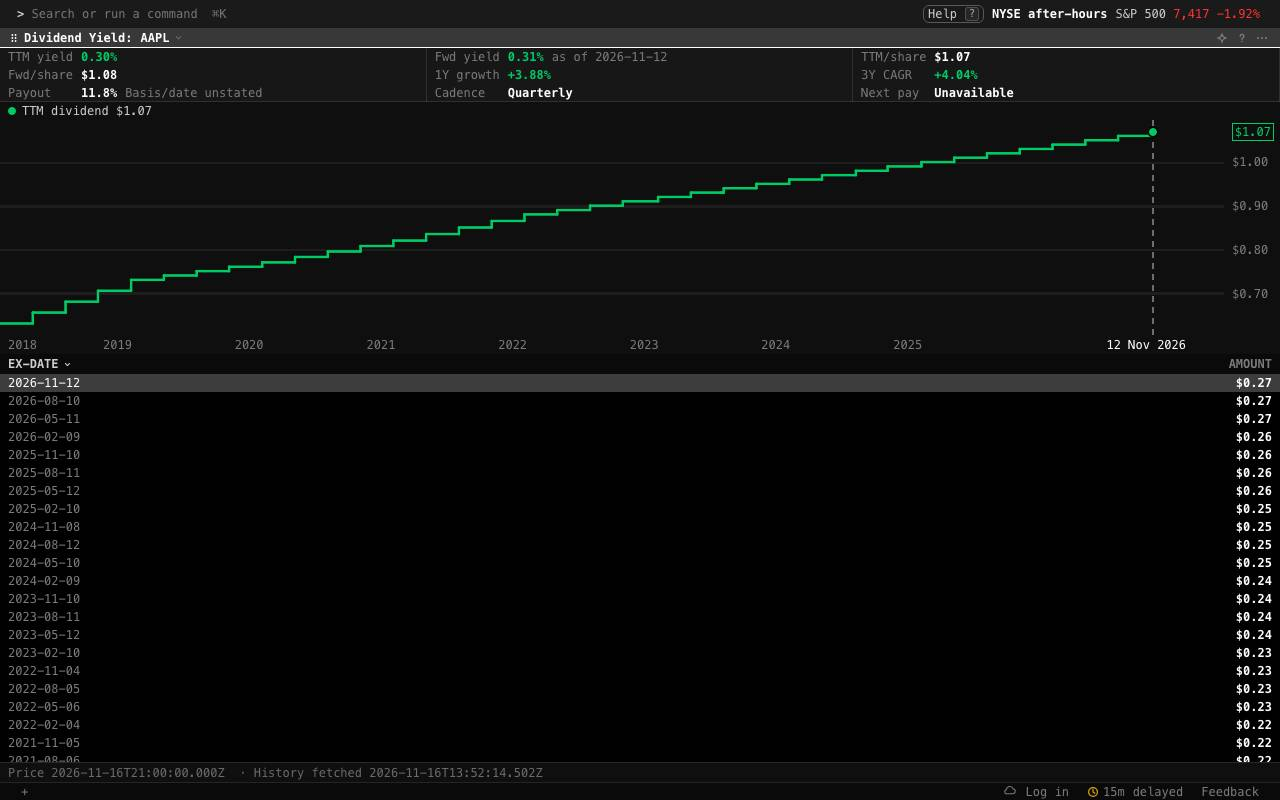 > Search or run a command ⌘K Help ? NYSE after-hours S&P 500 7,417 −1.92%
Dividend Yield: AAPL ?
TTM yield 0.30% Fwd yield 0.31% as of 2026-11-12 TTM/share $1.07
Fwd/share $1.08 1Y growth +3.88% 3Y CAGR +4.04%
Payout 11.8% Basis/date unstated Cadence Quarterly Next pay Unavailable
TTM dividend $1.07
$1.07
$1.00
$0.90
$0.80
$0.70
2018 2019 2020 2021 2022 2023 2024 2025 12 Nov 2026
EX-DATE AMOUNT
2026-11-12 $0.27
2026-08-10 $0.27
2026-05-11 $0.27
2026-02-09 $0.26
2025-11-10 $0.26
2025-08-11 $0.26
2025-05-12 $0.26
2025-02-10 $0.25
2024-11-08 $0.25
2024-08-12 $0.25
2024-05-10 $0.25
2024-02-09 $0.24
2023-11-10 $0.24
2023-08-11 $0.24
2023-05-12 $0.24
2023-02-10 $0.23
2022-11-04 $0.23
2022-08-05 $0.23
2022-05-06 $0.23
2022-02-04 $0.22
2021-11-05 $0.22
2021-08-06 $0.22
Price 2026-11-16T21:00:00.000Z · History fetched 2026-11-16T13:52:14.502Z
+ Log in 15m delayed Feedback